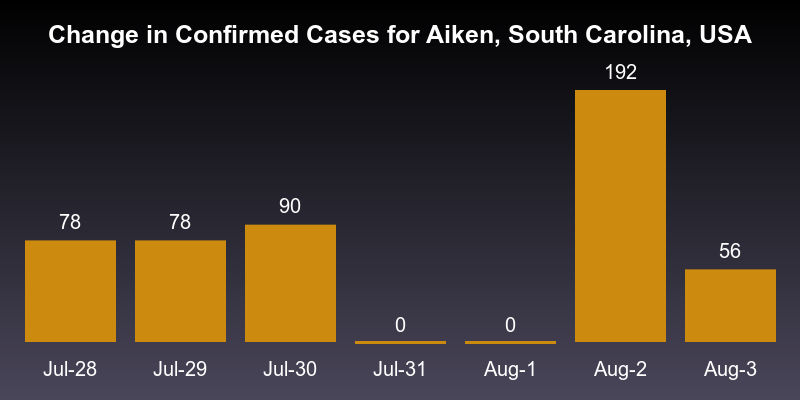 Change in Confirmed Cases for Aiken, South Carolina, USA
192
90
78 78
56
0 0
Jul-28 Jul-29 Jul-30 Jul-31 Aug-1 Aug-2 Aug-3